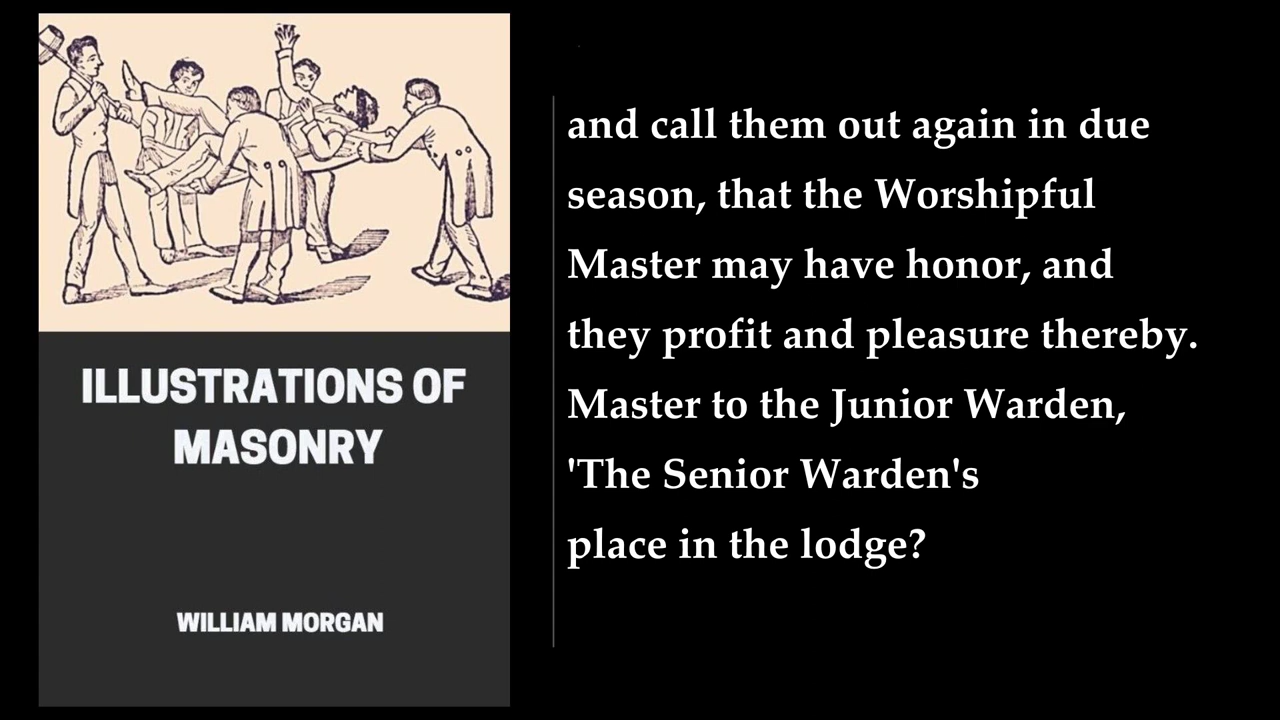 ILLUSTRATIONS OF
MASONRY
WILLIAM MORGAN
and call them out again in due
season, that the Worshipful
Master may have honor, and
they profit and pleasure thereby.
Master to the Junior Warden,
'The Senior Warden's
place in the lodge?